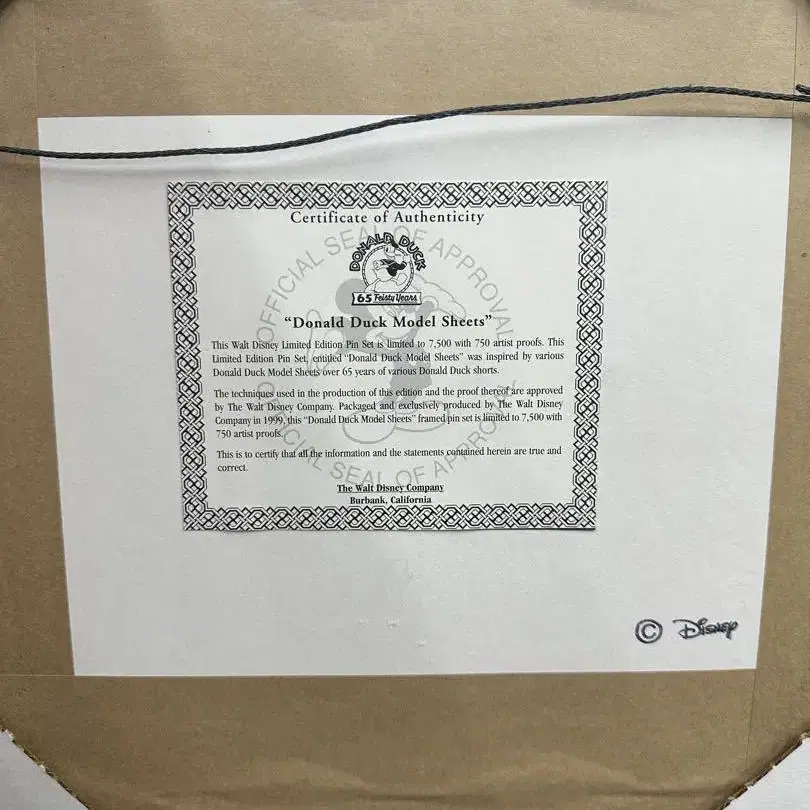 Certificate of Authenticity
OFFICIAL SEAL OF APPROVAL
DONALD DUCK
65 Feisty Years
"Donald Duck Model Sheets"
This Walt Disney Limited Edition Pin Set is limited to 7,500 with 750 artist proofs. This
Limited Edition Pin Set, entitled "Donald Duck Model Sheets" was inspired by various
Donald Duck Model Sheets over 65 years of various Donald Duck shorts.
The techniques used in the production of this edition and the proof thereof are approved
by The Walt Disney Company. Packaged and exclusively produced by The Walt Disney
Company in 1999, this "Donald Duck Model Sheets" framed pin set is limited to 7,500 with
750 artist proofs.
This is to certify that all the information and the statements contained herein are true and
correct.
OFFICIAL SEAL OF APPROVAL
The Walt Disney Company
Burbank, California
© Disney